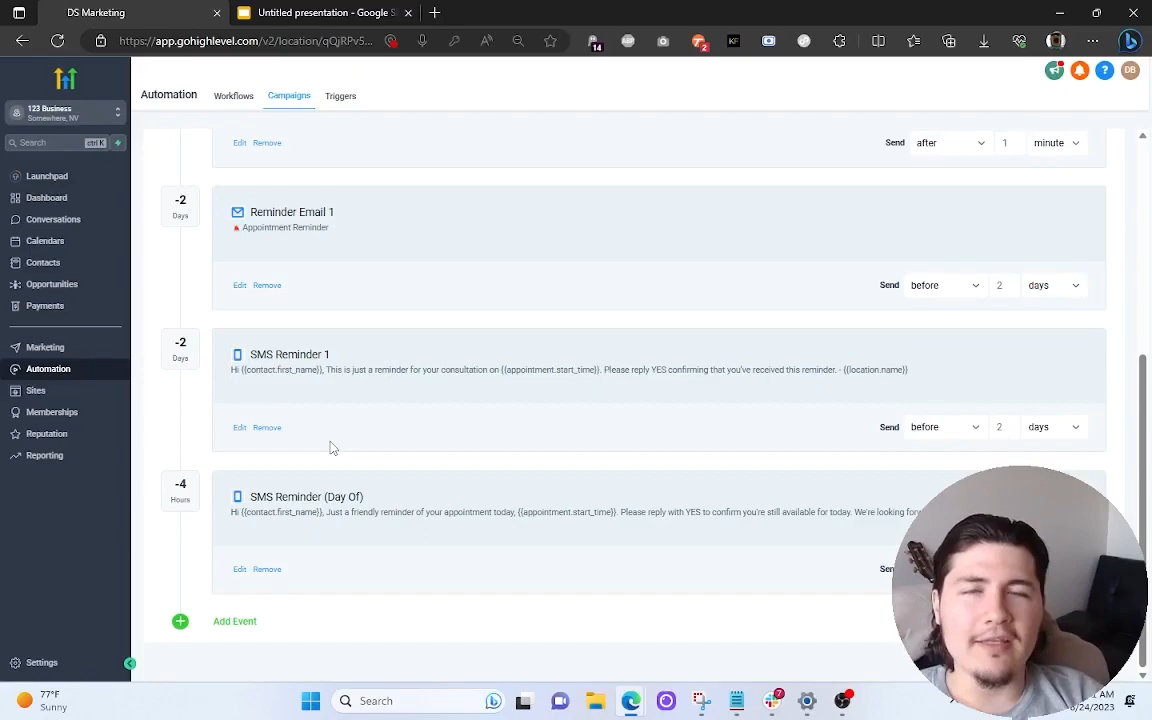 DS Marketing
Untitled presentation - Google S
https://app.gohighlevel.com/v2/location/qQjRPv5...
14
2
KF
123 Business
Somewhere, NV
Search
ctrl K
Launchpad
Dashboard
Conversations
Calendars
Contacts
Opportunities
Payments
Marketing
Automation
Sites
Memberships
Reputation
Reporting
Settings
Automation
Workflows
Campaigns
Triggers
DB
Edit Remove
Send after 1 minute
-2
Days
Reminder Email 1
Appointment Reminder
Edit Remove
Send before 2 days
-2
Days
SMS Reminder 1
Hi {{contact.first_name}}, This is just a reminder for your consultation on {{appointment.start_time}}. Please reply YES confirming that you've received this reminder. - {{location.name}}
Edit Remove
Send before 2 days
-4
Hours
SMS Reminder (Day Of)
Hi {{contact.first_name}}, Just a friendly reminder of your appointment today, {{appointment.start_time}}. Please reply with YES to confirm you're still available for today. We're looking
Edit Remove
Add Event
77°F
Sunny
Search
7
AM
/24/2023